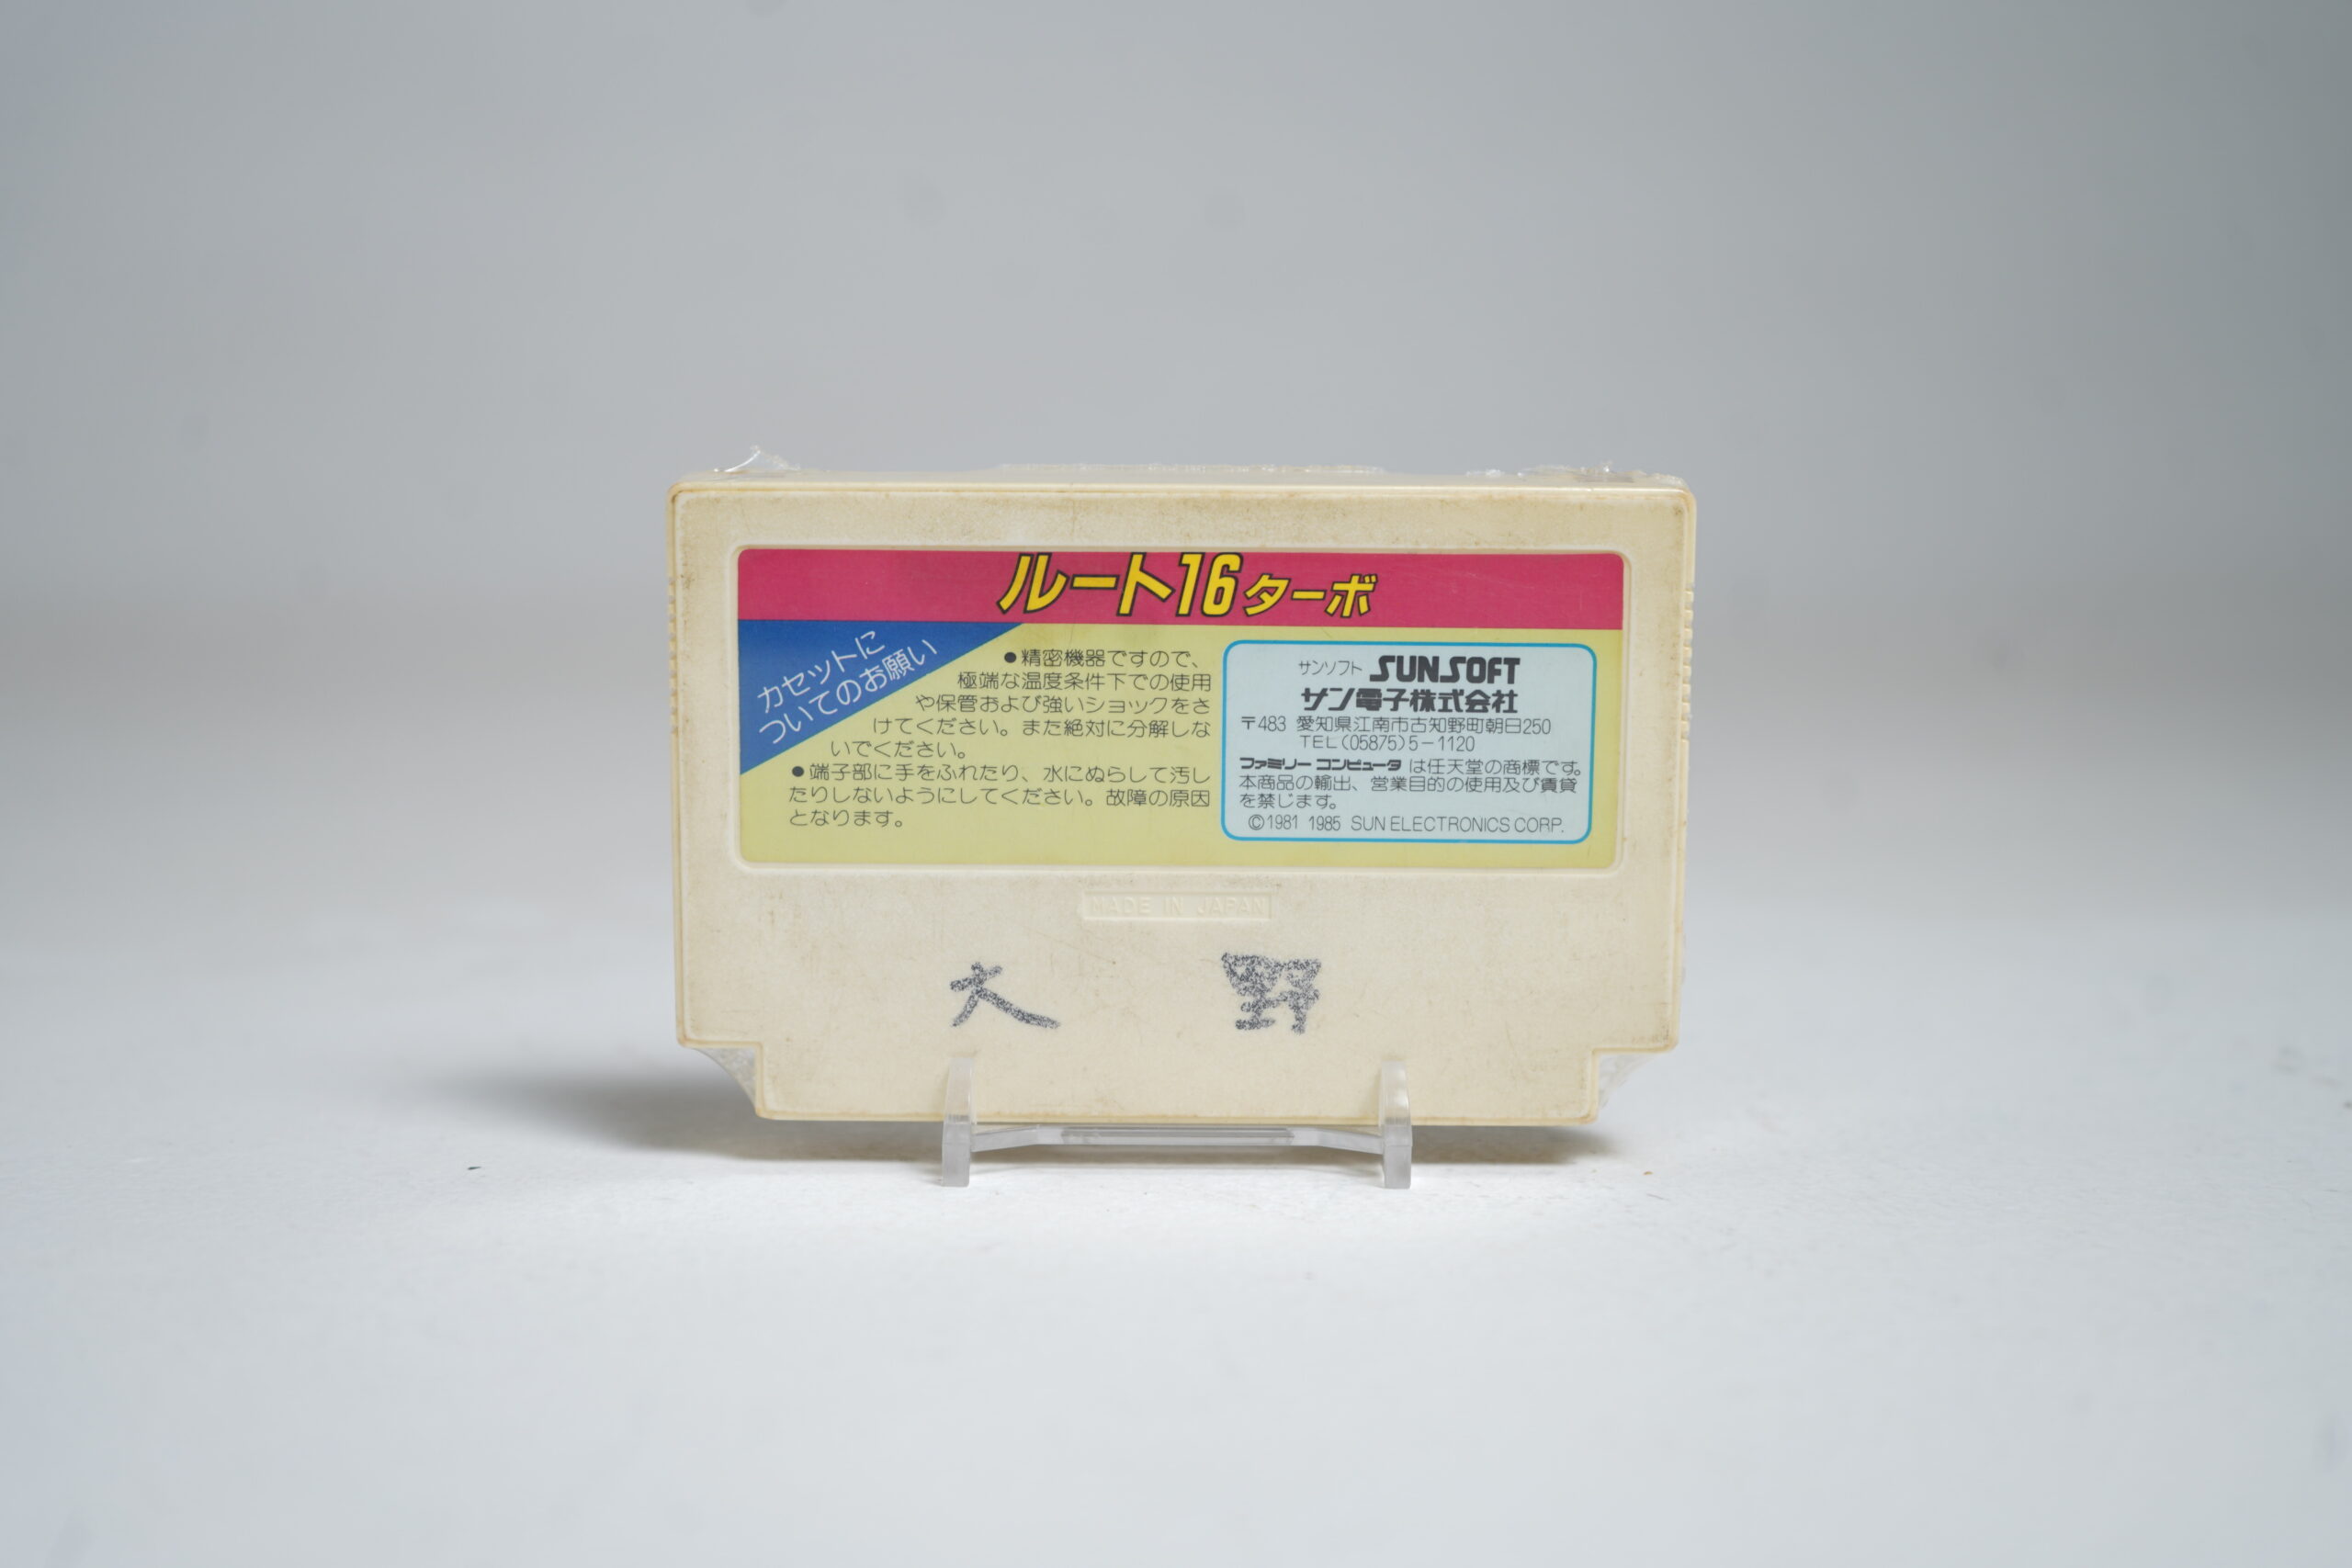 ルート16ターボ
カセットに
ついてのお願い
●精密機器ですので、
極端な温度条件下での使用
や保管および強いショックをさ
けてください。また絶対に分解しな
いでください。
●端子部に手をふれたり、水にぬらして汚し
たりしないようにしてください。故障の原因
となります。
サンソフト SUNSOFT
サン電子株式会社
〒483 愛知県江南市古知野町朝日250
TEL(05875)5-1120
ファミリーコンピュータは任天堂の商標です。
本商品の輸出、営業目的の使用及び賃貸
を禁じます。
©1981 1985 SUN ELECTRONICS CORP.
MADE IN JAPAN
大 野